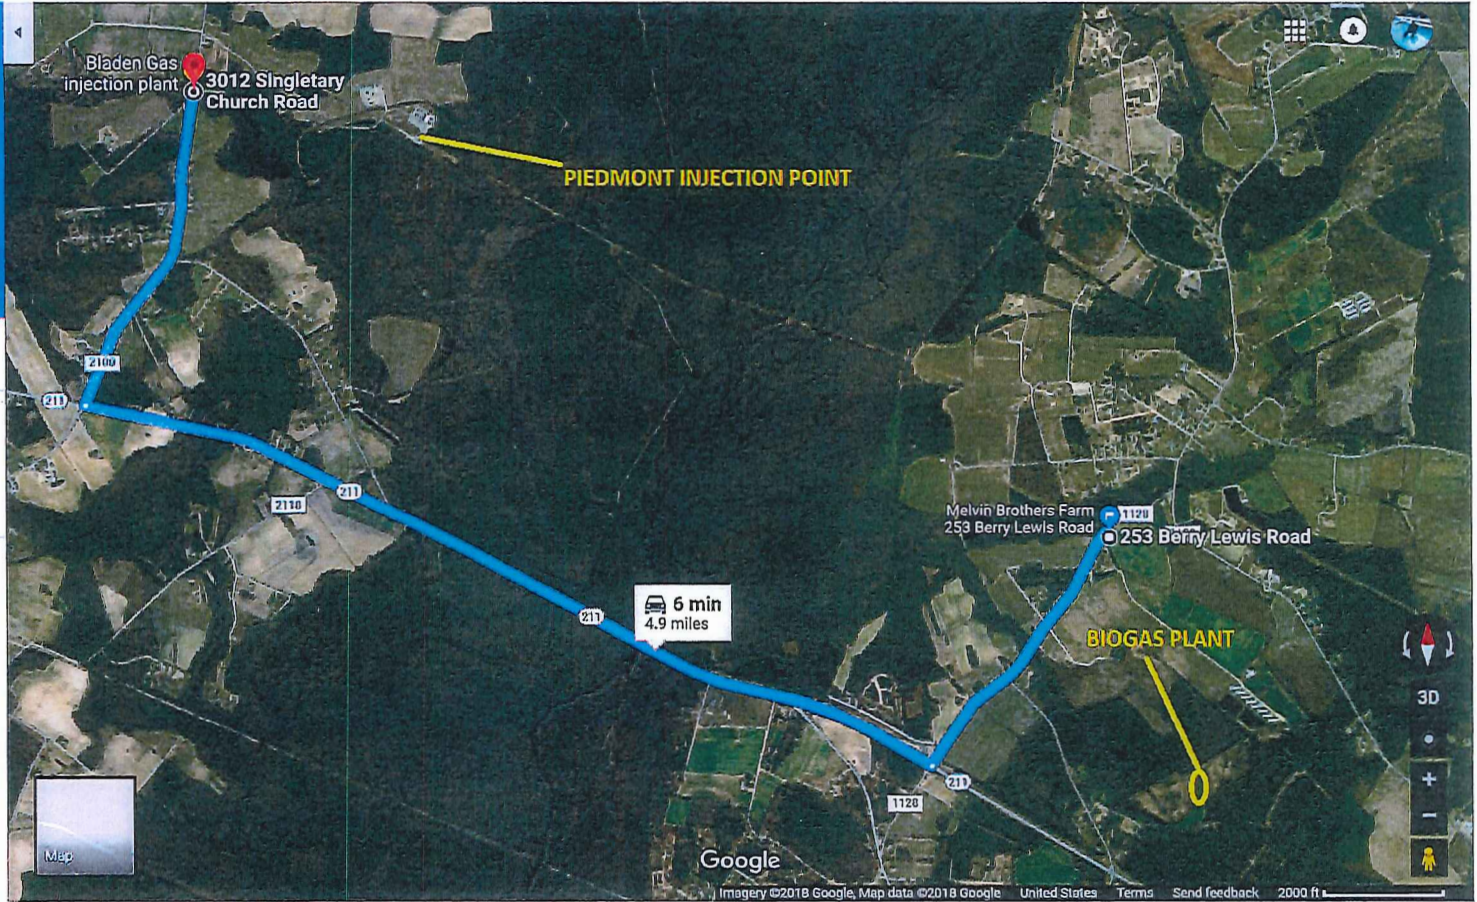 Bladen Gas
injection plant
3012 Singletary
Church Road
PIEDMONT INJECTION POINT
2100
211
211
2118
Melvin Brothers Farm
253 Berry Lewis Road
1128
253 Berry Lewis Road
6 min
4.9 miles
211
BIOGAS PLANT
3D
211
1128
+
−
Map
Google
Imagery ©2018 Google, Map data ©2018 Google United States Terms Send feedback 2000 ft